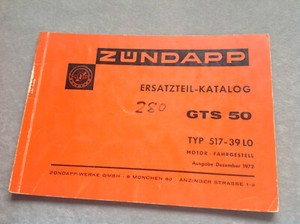 ZÜNDAPP
ERSATZTEIL-KATALOG
280
GTS 50
TYP 517-39 LO
MOTOR - FAHRGESTELL
Ausgabe Dezember 1972
ZÜNDAPP-WERKE GMBH · 8 MÜNCHEN 80 · ANZINGER STRASSE 1-3